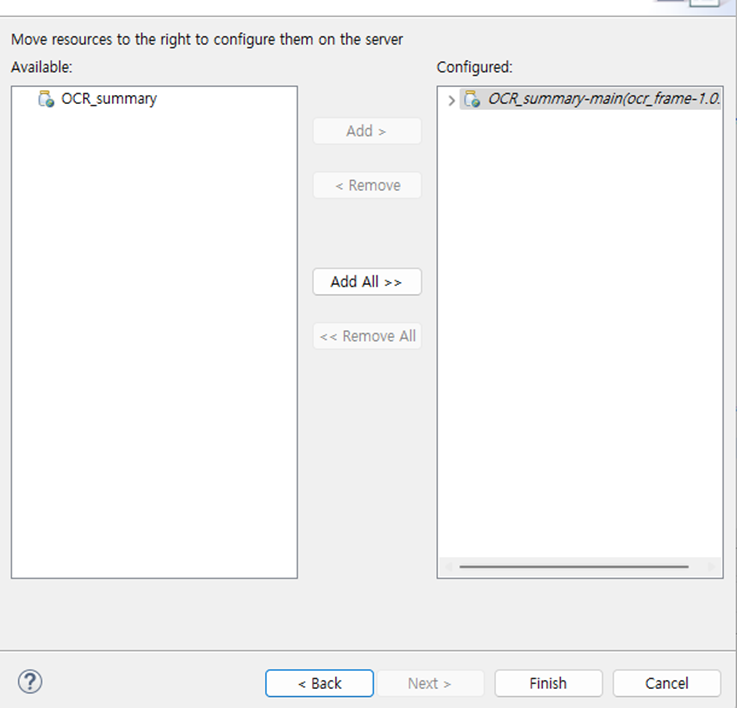 Move resources to the right to configure them on the server
Available:
Configured:
OCR_summary
OCR_summary-main(ocr_frame-1.0.
Add >
< Remove
Add All >>
<< Remove All
?
< Back
Next >
Finish
Cancel